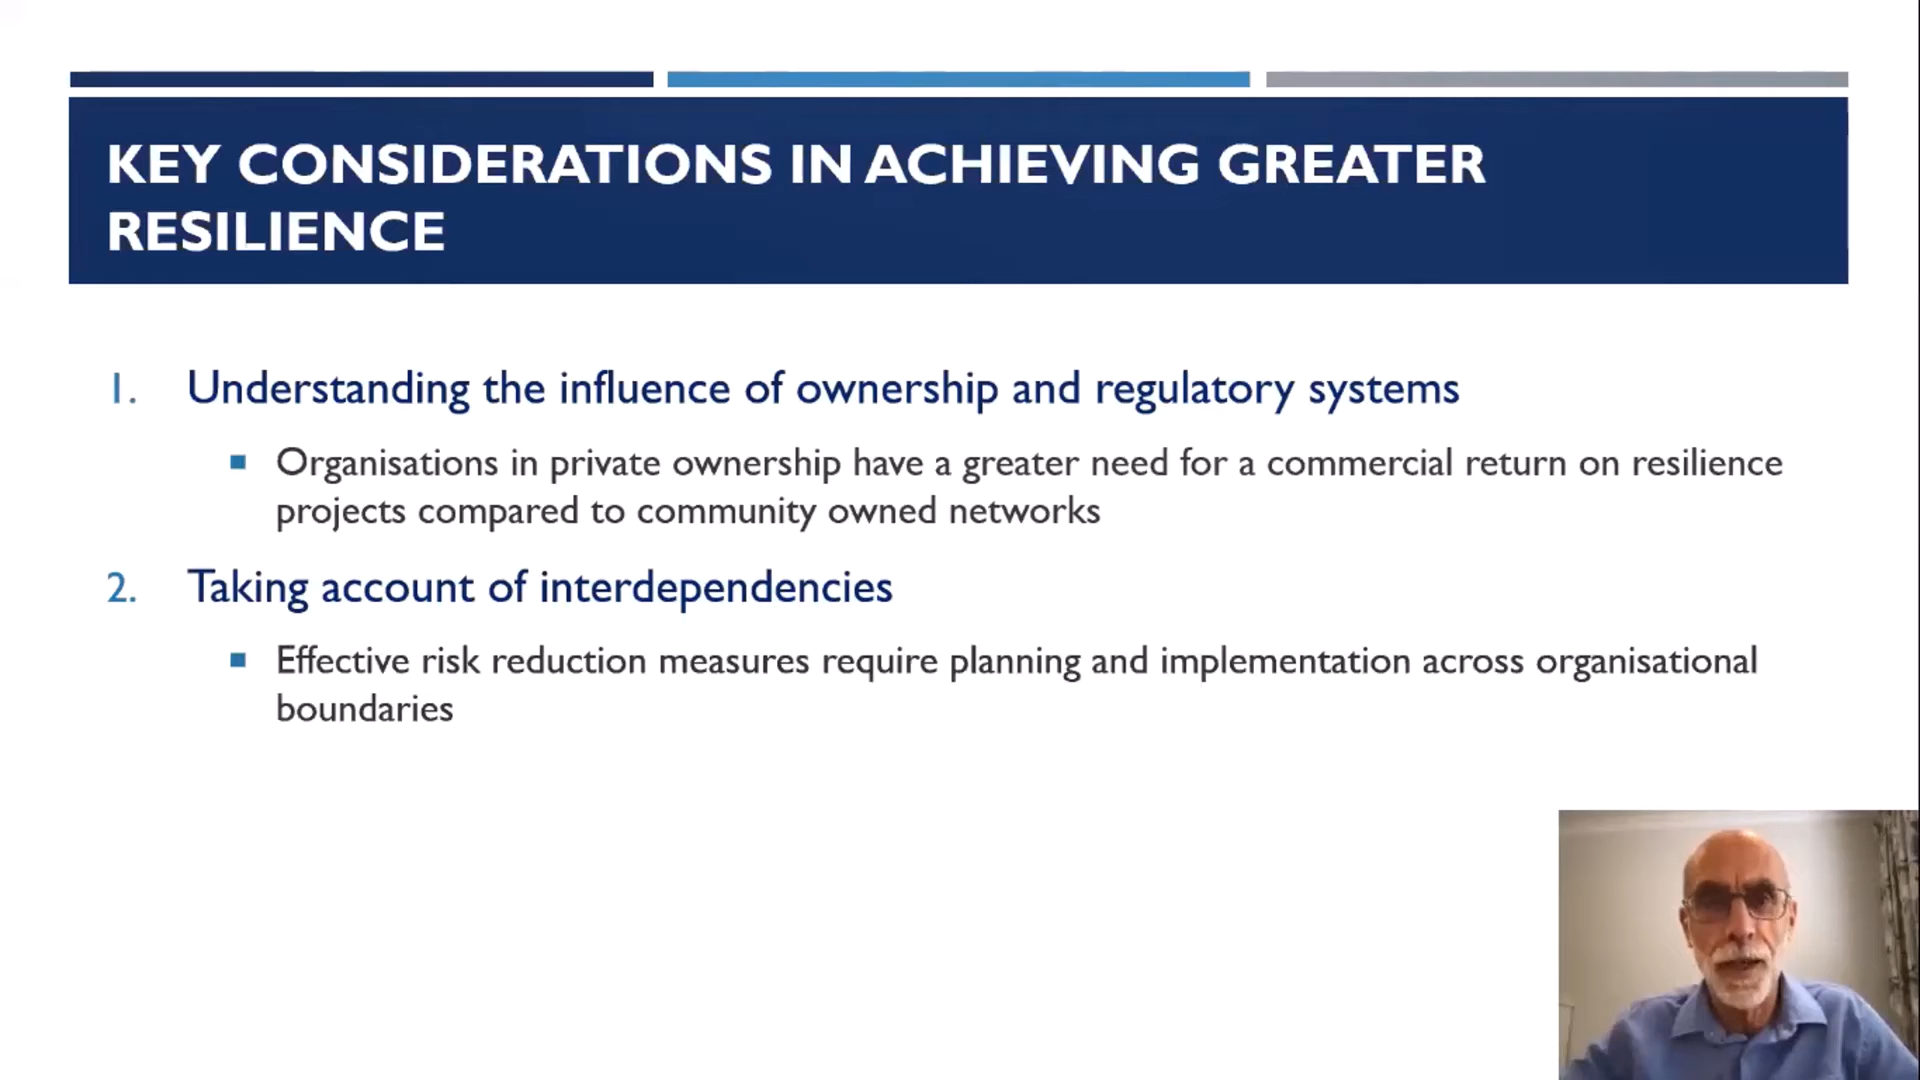 KEY CONSIDERATIONS IN ACHIEVING GREATER
RESILIENCE
1. Understanding the influence of ownership and regulatory systems
■ Organisations in private ownership have a greater need for a commercial return on resilience
projects compared to community owned networks
2. Taking account of interdependencies
■ Effective risk reduction measures require planning and implementation across organisational
boundaries